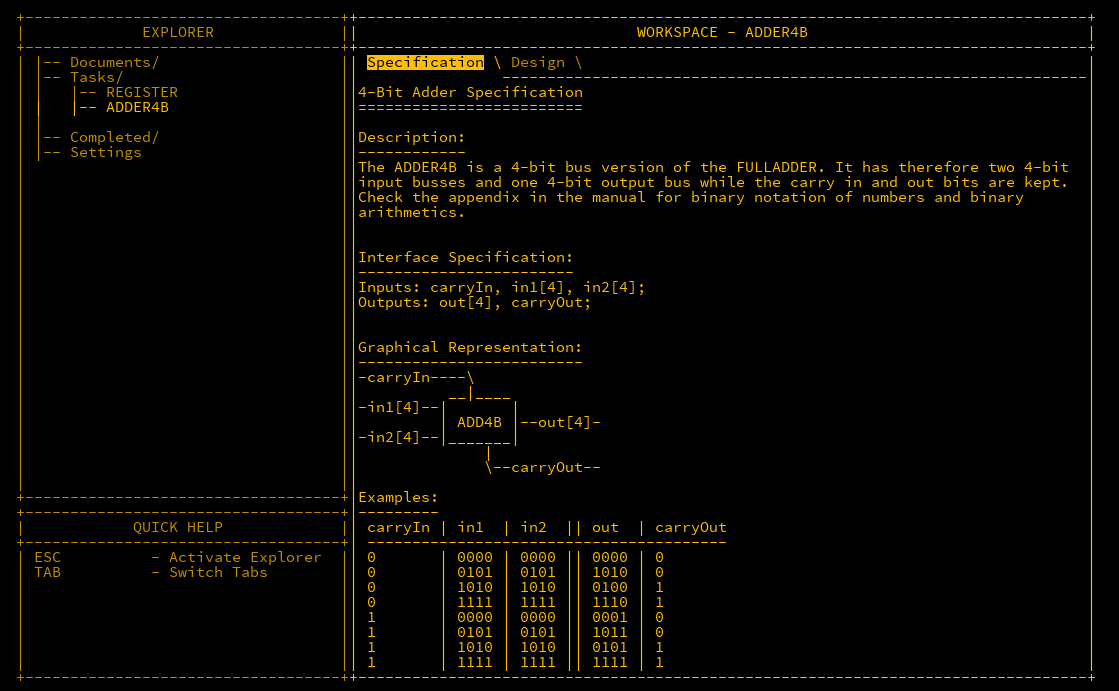 EXPLORER
|-- Documents/
|-- Tasks/
|   |-- REGISTER
|   |-- ADDER4B
|-- Completed/
|-- Settings
QUICK HELP
ESC          - Activate Explorer
TAB          - Switch Tabs
WORKSPACE - ADDER4B
Specification \ Design \
4-Bit Adder Specification
=========================
Description:
------------
The ADDER4B is a 4-bit bus version of the FULLADDER. It has therefore two 4-bit
input busses and one 4-bit output bus while the carry in and out bits are kept.
Check the appendix in the manual for binary notation of numbers and binary
arithmetics.
Interface Specification:
------------------------
Inputs: carryIn, in1[4], in2[4];
Outputs: out[4], carryOut;
Graphical Representation:
-------------------------
-carryIn----\
          __|____
-in1[4]--|       |
         | ADD4B |--out[4]-
-in2[4]--|_______|
              |
              \--carryOut--
Examples:
---------
 carryIn | in1  | in2  || out  | carryOut
 ----------------------------------------
 0       | 0000 | 0000 || 0000 | 0
 0       | 0101 | 0101 || 1010 | 0
 0       | 1010 | 1010 || 0100 | 1
 0       | 1111 | 1111 || 1110 | 1
 1       | 0000 | 0000 || 0001 | 0
 1       | 0101 | 0101 || 1011 | 0
 1       | 1010 | 1010 || 0101 | 1
 1       | 1111 | 1111 || 1111 | 1